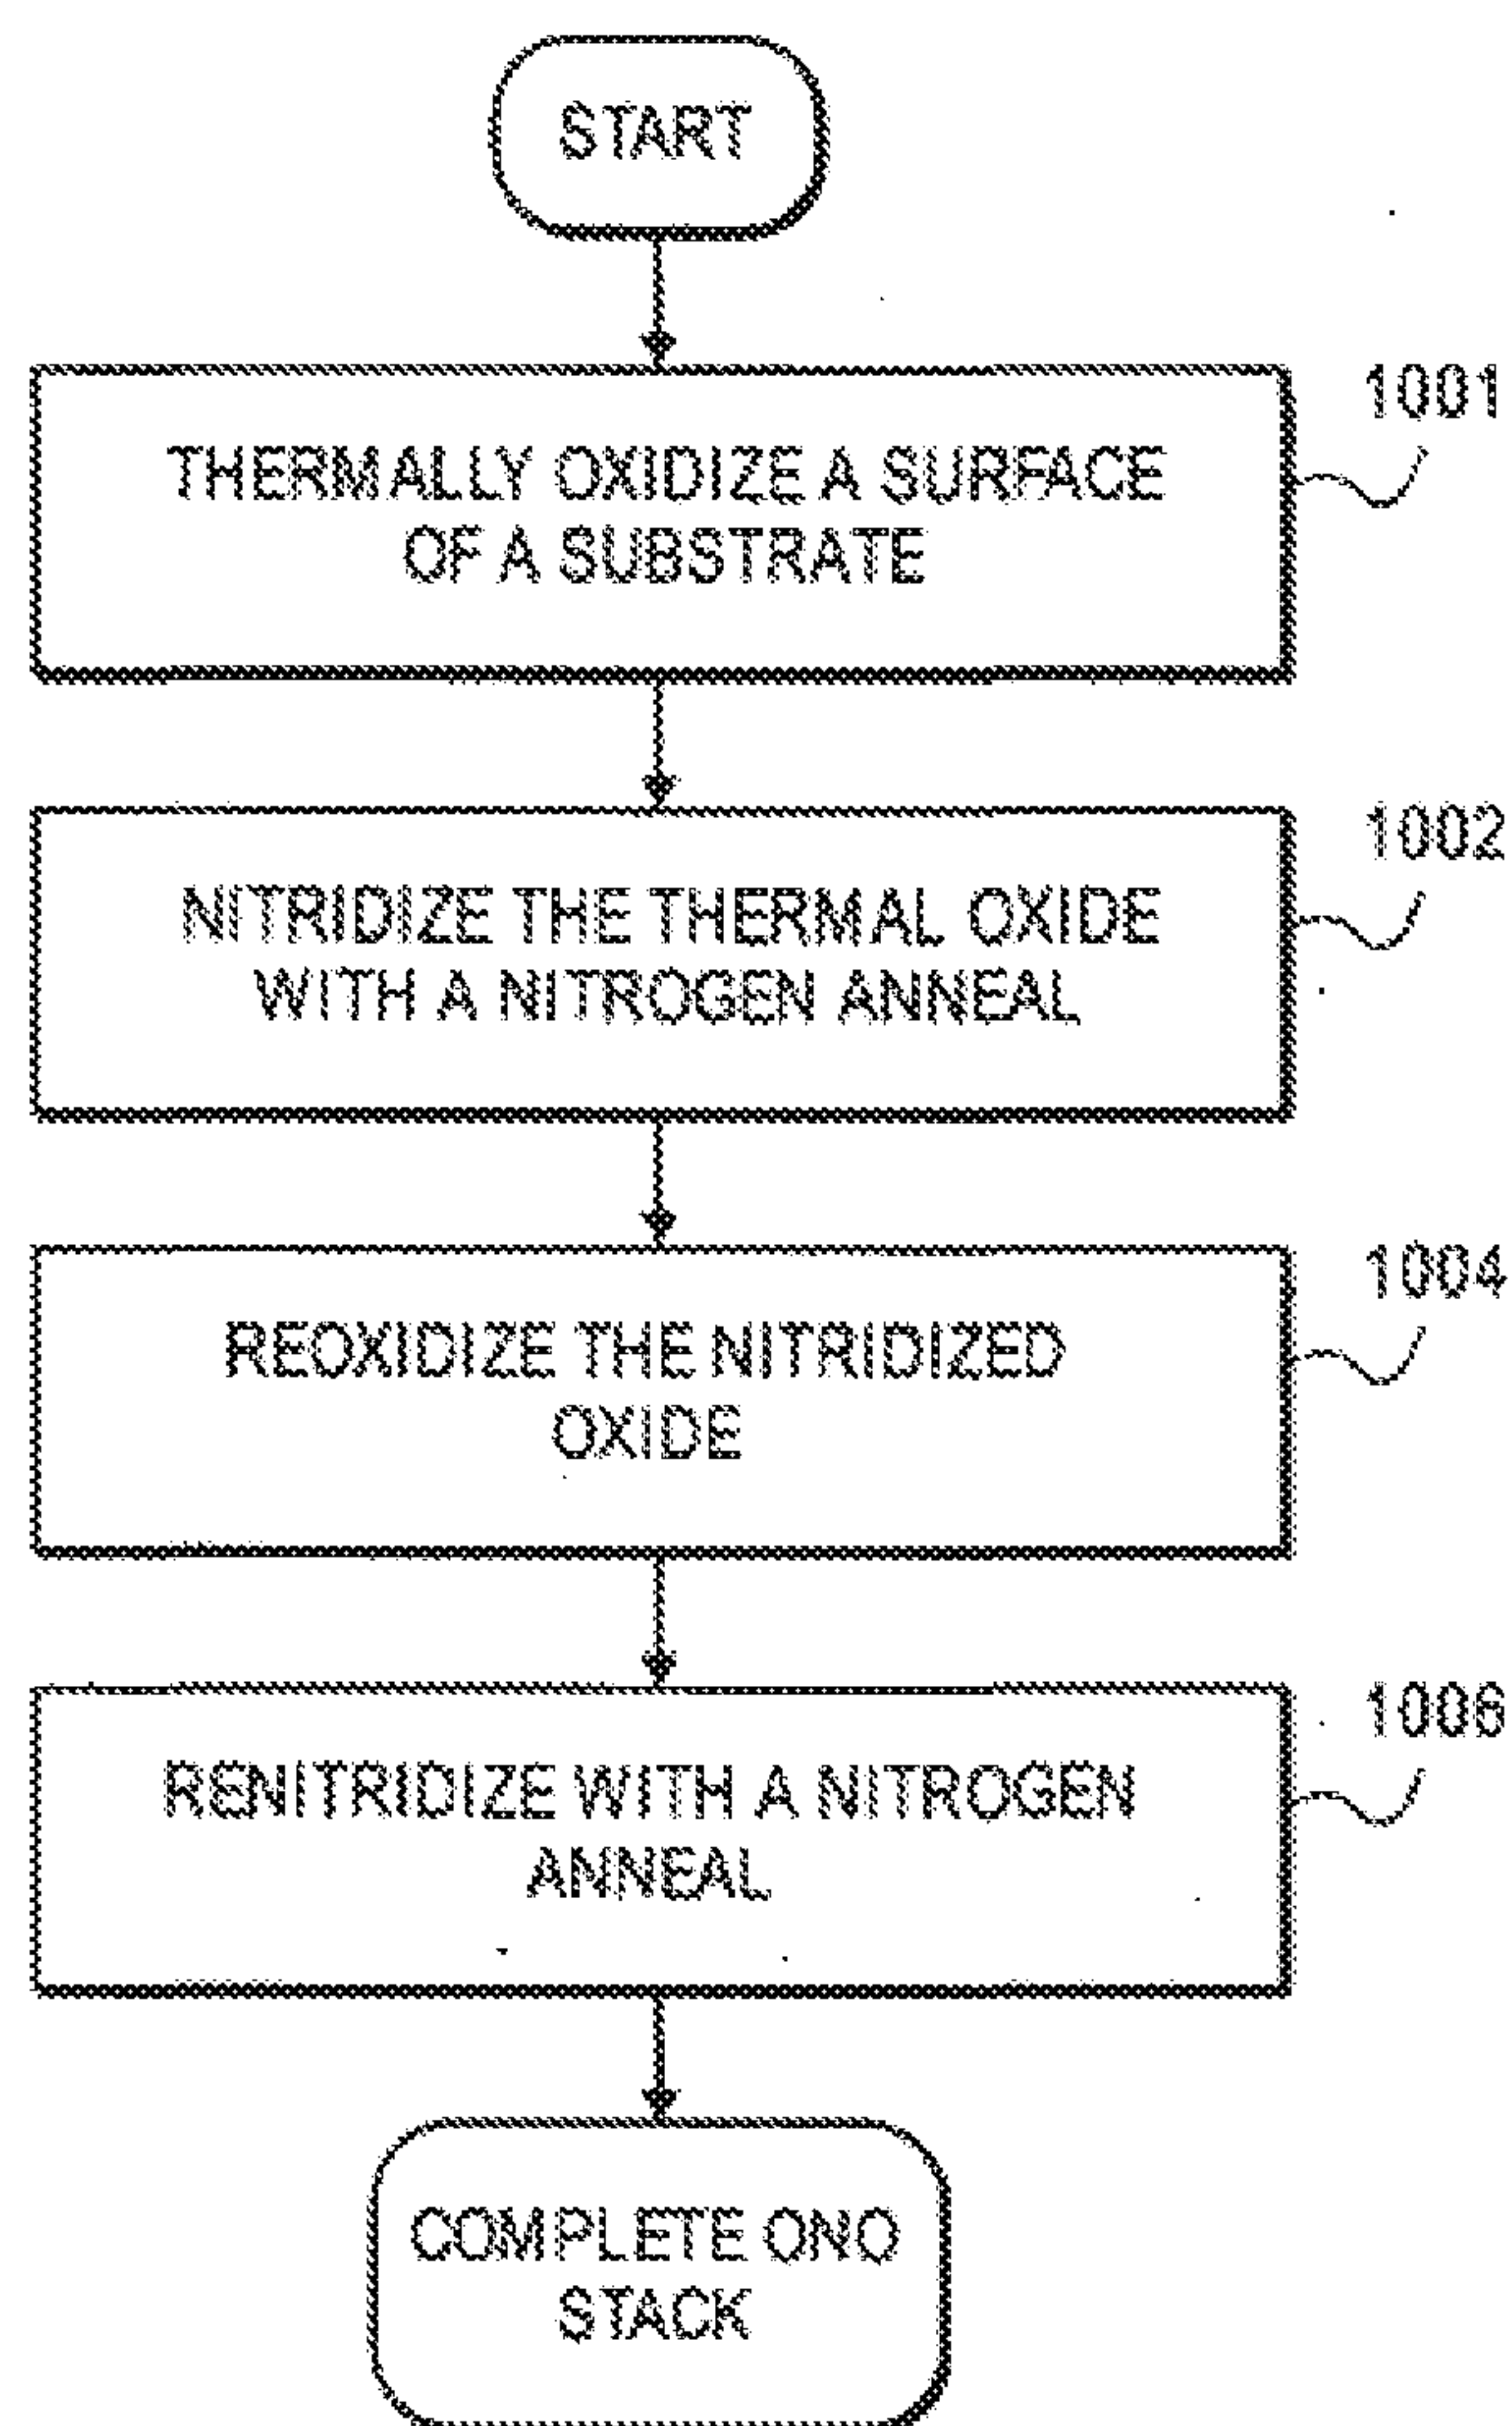 START
1001
THERMALLY OXIDIZE A SURFACE
OF A SUBSTRATE
1002
NITRIDIZE THE THERMAL OXIDE
WITH A NITROGEN ANNEAL
1004
REOXIDIZE THE NITRIDIZED
OXIDE
1006
RENITRIDIZE WITH A NITROGEN
ANNEAL
COMPLETE ONO
STACK